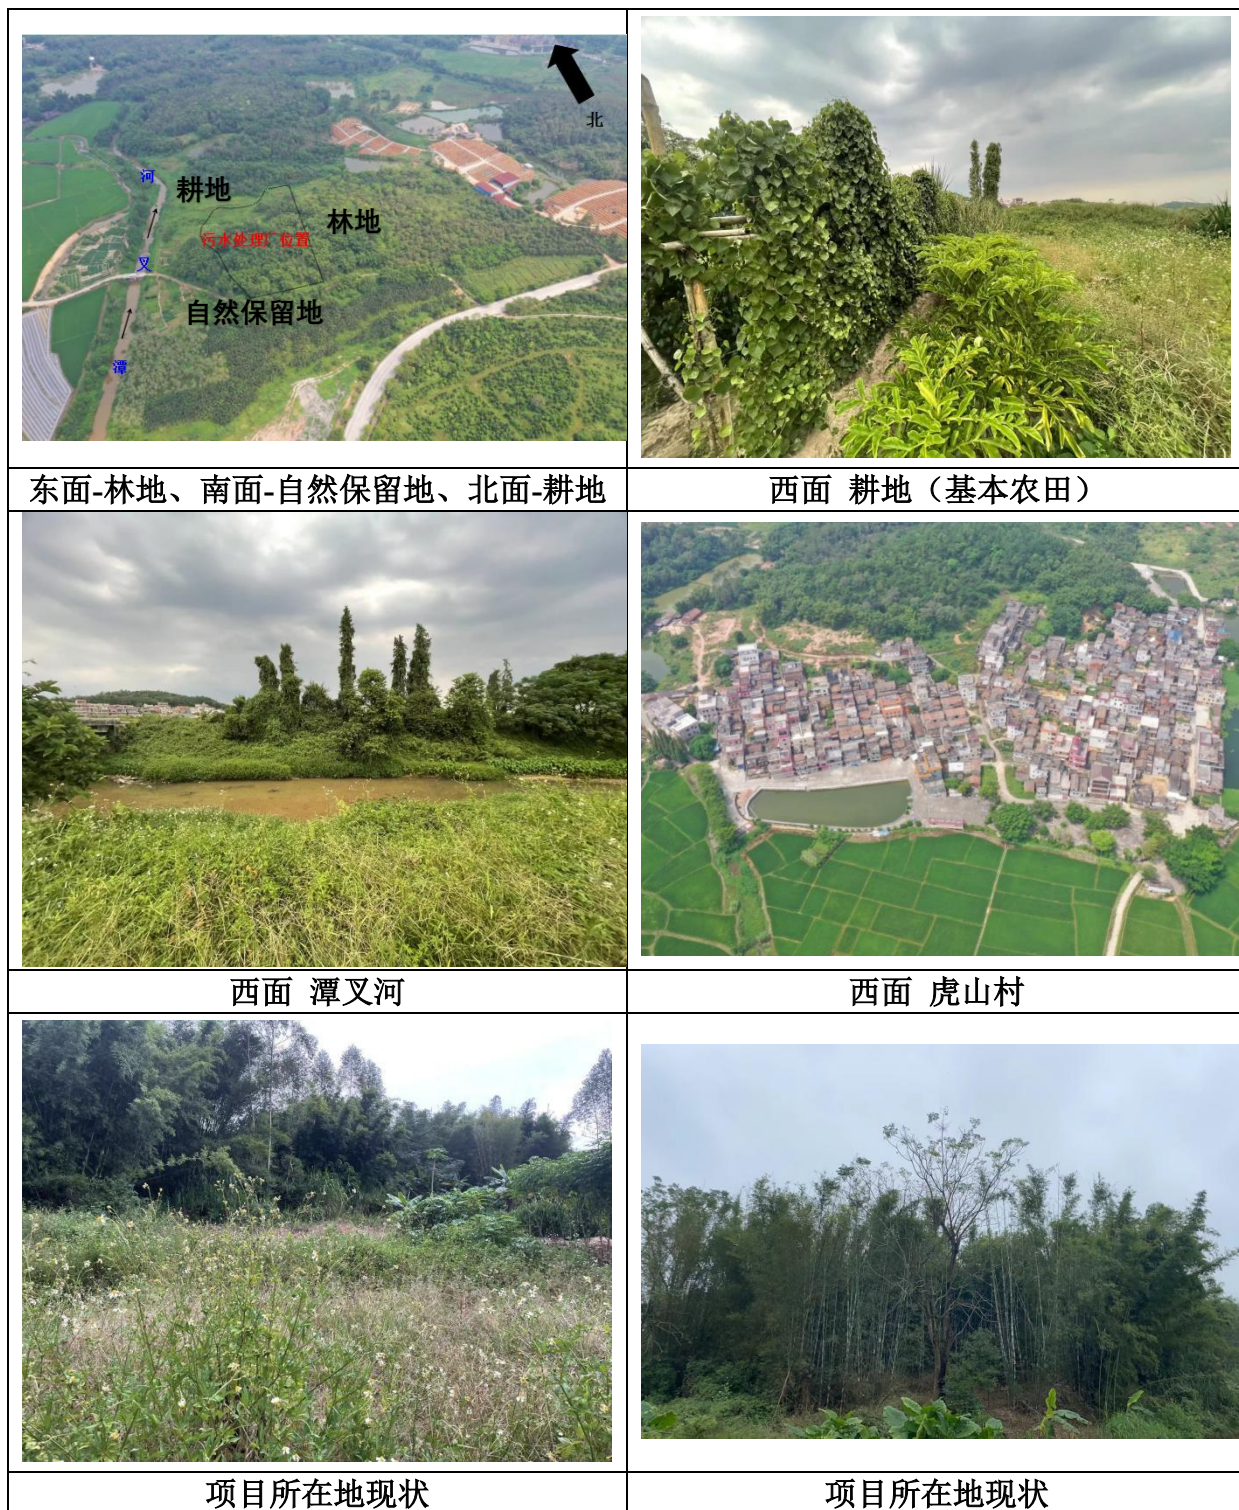 北
河
耕地
林地
污水处理厂位置
叉
自然保留地
潭
东面-林地、南面-自然保留地、北面-耕地
西面 耕地（基本农田）
西面 潭叉河
西面 虎山村
项目所在地现状
项目所在地现状